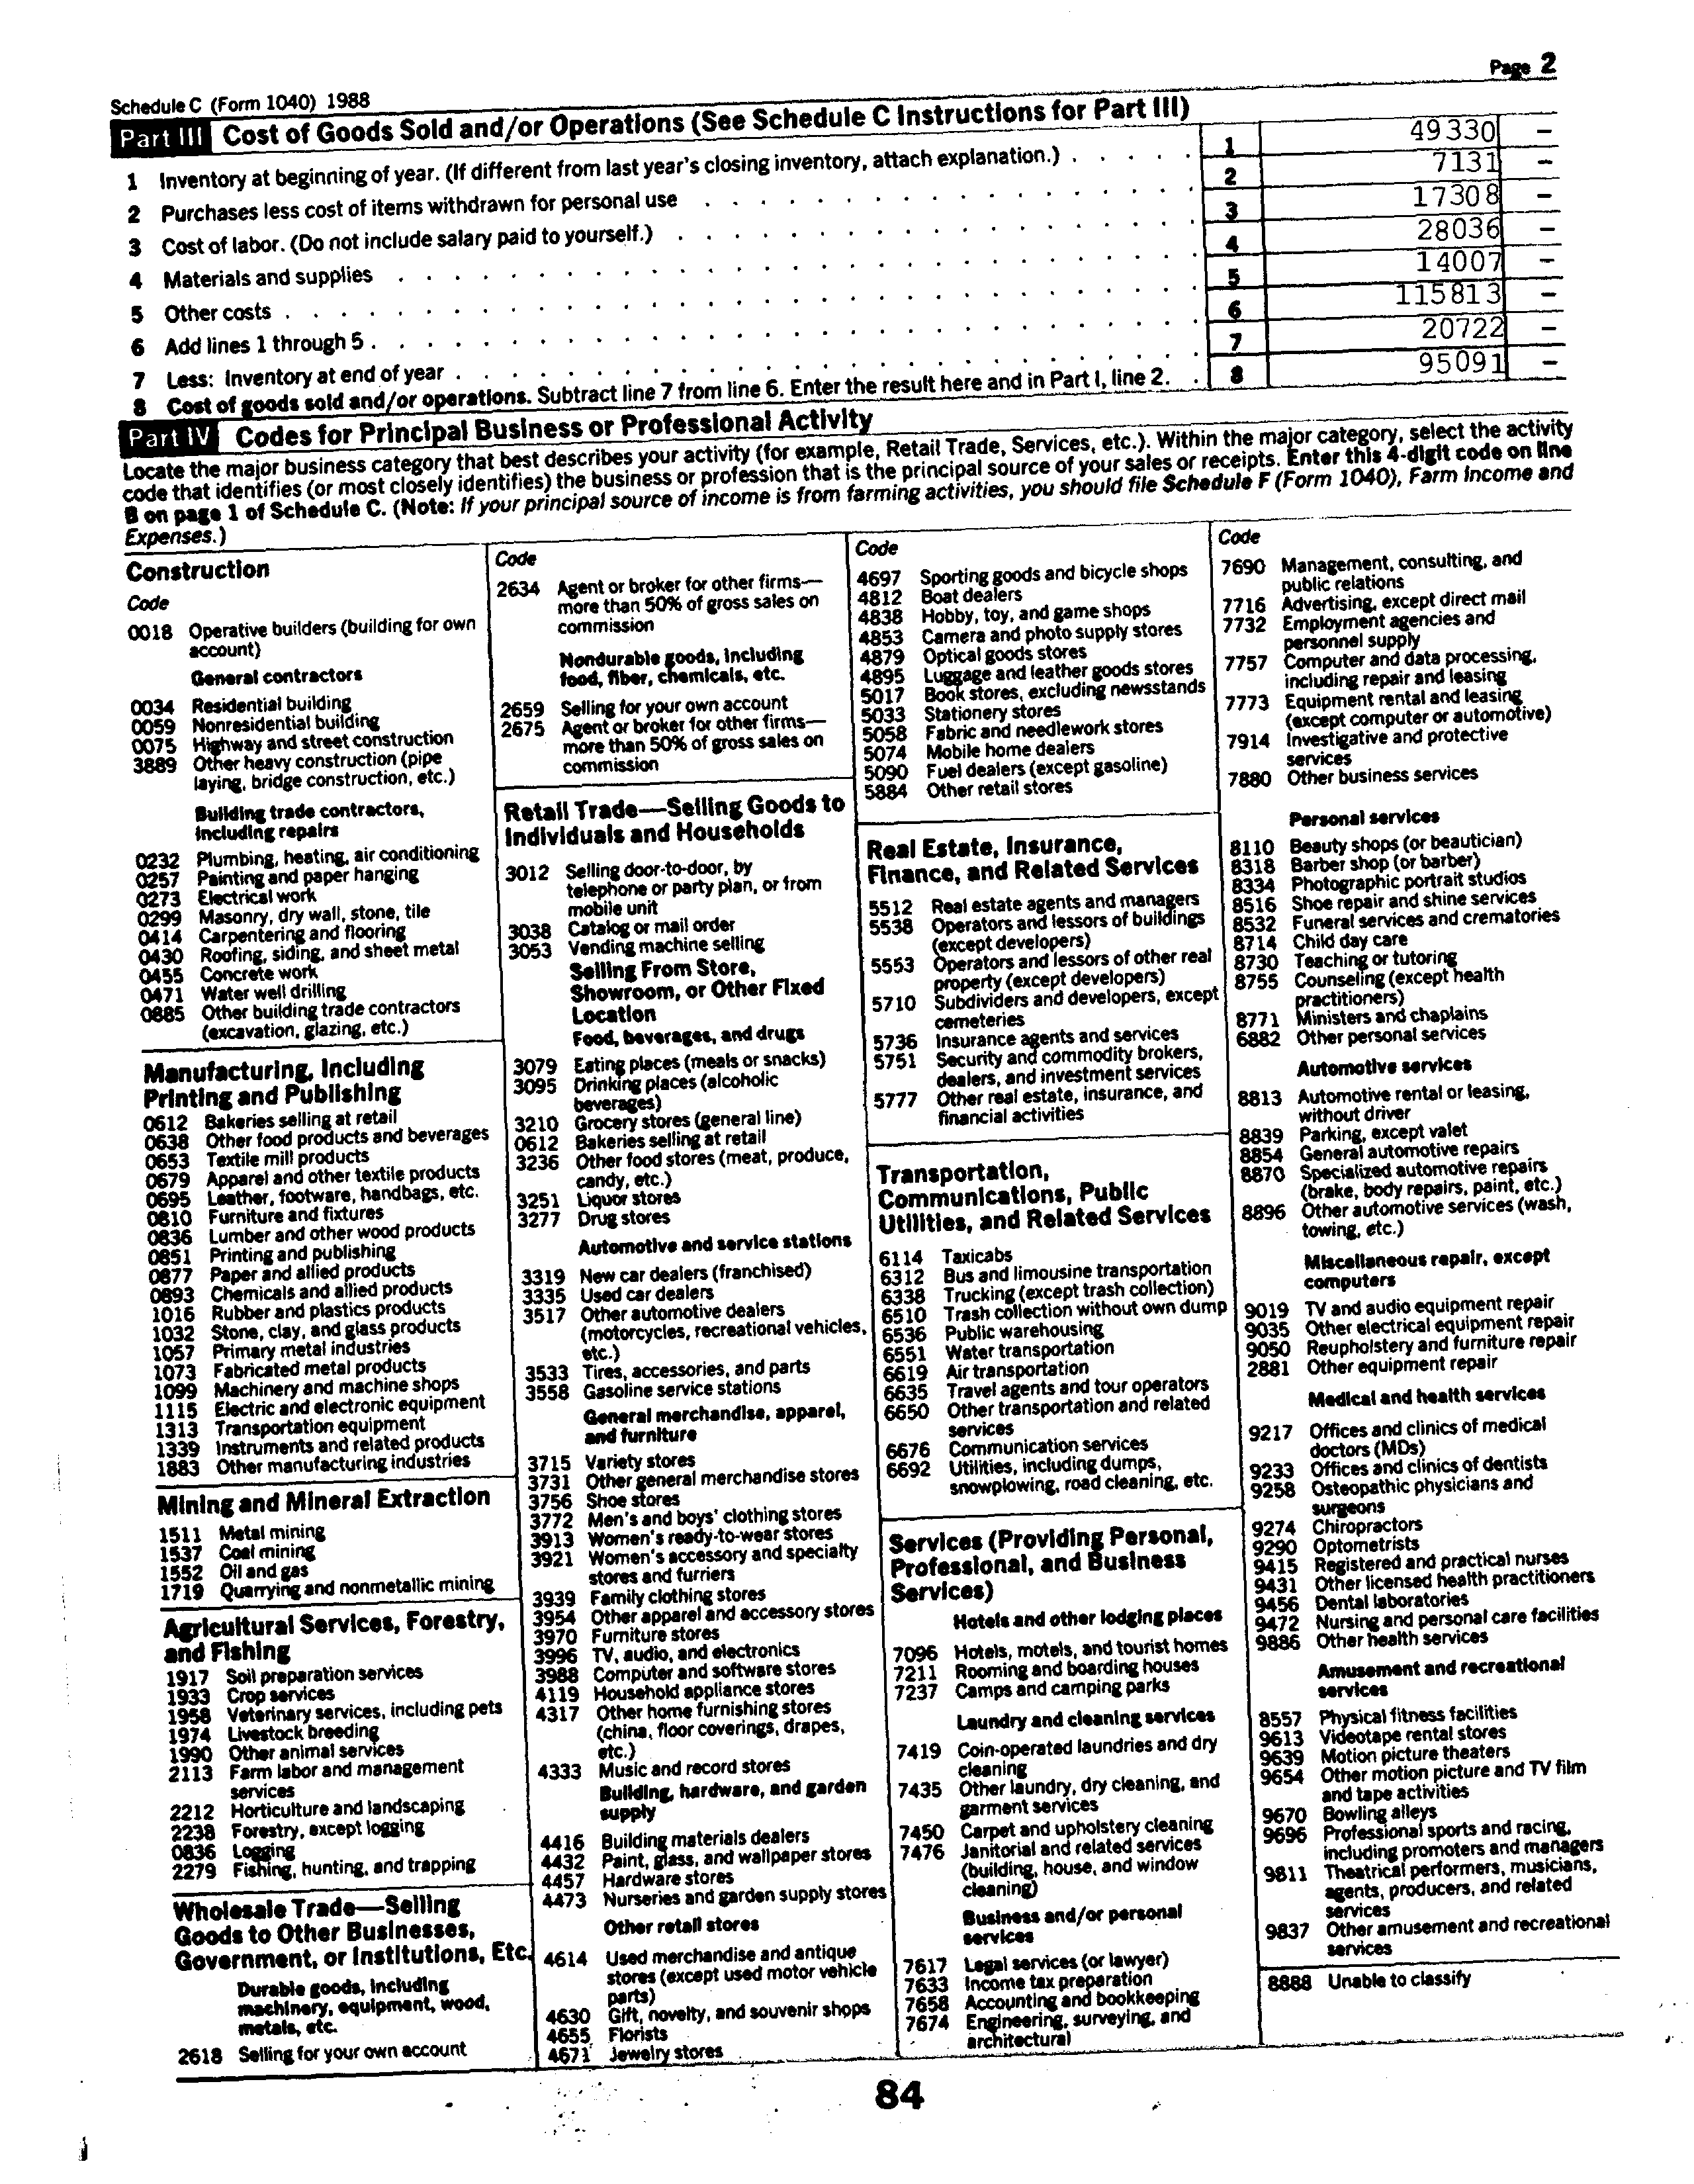 Schedule C (Form 1040) 1988
Page 2
Part III Cost of Goods Sold and/or Operations (See Schedule C Instructions for Part III)
1 Inventory at beginning of year. (If different from last year's closing inventory, attach explanation.) . . . . . 1 49330 –
2 Purchases less cost of items withdrawn for personal use 2 7131 –
3 Cost of labor. (Do not include salary paid to yourself.) 3 17308 –
4 Materials and supplies 4 28036 –
5 Other costs 5 14007 –
6 Add lines 1 through 5 6 115813 –
7 Less: Inventory at end of year 7 20722 –
8 Cost of goods sold and/or operations. Subtract line 7 from line 6. Enter the result here and in Part I, line 2. 8 95091 –
Part IV Codes for Principal Business or Professional Activity
Locate the major business category that best describes your activity (for example, Retail Trade, Services, etc.). Within the major category, select the activity
code that identifies (or most closely identifies) the business or profession that is the principal source of your sales or receipts. Enter this 4-digit code on line
B on page 1 of Schedule C. (Note: If your principal source of income is from farming activities, you should file Schedule F (Form 1040), Farm Income and
Expenses.)
Construction
Code
0018 Operative builders (building for own
account)
General contractors
0034 Residential building
0059 Nonresidential building
0075 Highway and street construction
3889 Other heavy construction (pipe
laying, bridge construction, etc.)
Building trade contractors,
including repairs
0232 Plumbing, heating, air conditioning
0257 Painting and paper hanging
0273 Electrical work
0299 Masonry, dry wall, stone, tile
0414 Carpentering and flooring
0430 Roofing, siding, and sheet metal
0455 Concrete work
0471 Water well drilling
0885 Other building trade contractors
(excavation, glazing, etc.)
Manufacturing, Including
Printing and Publishing
0612 Bakeries selling at retail
0638 Other food products and beverages
0653 Textile mill products
0679 Apparel and other textile products
0695 Leather, footware, handbags, etc.
0810 Furniture and fixtures
0836 Lumber and other wood products
0851 Printing and publishing
0877 Paper and allied products
0893 Chemicals and allied products
1016 Rubber and plastics products
1032 Stone, clay, and glass products
1057 Primary metal industries
1073 Fabricated metal products
1099 Machinery and machine shops
1115 Electric and electronic equipment
1313 Transportation equipment
1339 Instruments and related products
1883 Other manufacturing industries
Mining and Mineral Extraction
1511 Metal mining
1537 Coal mining
1552 Oil and gas
1719 Quarrying and nonmetallic mining
Agricultural Services, Forestry,
and Fishing
1917 Soil preparation services
1933 Crop services
1958 Veterinary services, including pets
1974 Livestock breeding
1990 Other animal services
2113 Farm labor and management
services
2212 Horticulture and landscaping
2238 Forestry, except logging
0836 Logging
2279 Fishing, hunting, and trapping
Wholesale Trade—Selling
Goods to Other Businesses,
Government, or Institutions, Etc.
Durable goods, including
machinery, equipment, wood,
metals, etc.
2618 Selling for your own account
Code
2634 Agent or broker for other firms—
more than 50% of gross sales on
commission
Nondurable goods, including
food, fiber, chemicals, etc.
2659 Selling for your own account
2675 Agent or broker for other firms—
more than 50% of gross sales on
commission
Retail Trade—Selling Goods to
Individuals and Households
3012 Selling door-to-door, by
telephone or party plan, or from
mobile unit
3038 Catalog or mail order
3053 Vending machine selling
Selling From Store,
Showroom, or Other Fixed
Location
Food, beverages, and drugs
3079 Eating places (meals or snacks)
3095 Drinking places (alcoholic
beverages)
3210 Grocery stores (general line)
0612 Bakeries selling at retail
3236 Other food stores (meat, produce,
candy, etc.)
3251 Liquor stores
3277 Drug stores
Automotive and service stations
3319 New car dealers (franchised)
3335 Used car dealers
3517 Other automotive dealers
(motorcycles, recreational vehicles,
etc.)
3533 Tires, accessories, and parts
3558 Gasoline service stations
General merchandise, apparel,
and furniture
3715 Variety stores
3731 Other general merchandise stores
3756 Shoe stores
3772 Men's and boys' clothing stores
3913 Women's ready-to-wear stores
3921 Women's accessory and specialty
stores and furriers
3939 Family clothing stores
3954 Other apparel and accessory stores
3970 Furniture stores
3996 TV, audio, and electronics
3988 Computer and software stores
4119 Household appliance stores
4317 Other home furnishing stores
(china, floor coverings, drapes,
etc.)
4333 Music and record stores
Building, hardware, and garden
supply
4416 Building materials dealers
4432 Paint, glass, and wallpaper stores
4457 Hardware stores
4473 Nurseries and garden supply stores
Other retail stores
4614 Used merchandise and antique
stores (except used motor vehicle
parts)
4630 Gift, novelty, and souvenir shops
4655 Florists
4671 Jewelry stores
Code
4697 Sporting goods and bicycle shops
4812 Boat dealers
4838 Hobby, toy, and game shops
4853 Camera and photo supply stores
4879 Optical goods stores
4895 Luggage and leather goods stores
5017 Book stores, excluding newsstands
5033 Stationery stores
5058 Fabric and needlework stores
5074 Mobile home dealers
5090 Fuel dealers (except gasoline)
5884 Other retail stores
Real Estate, Insurance,
Finance, and Related Services
5512 Real estate agents and managers
5538 Operators and lessors of buildings
(except developers)
5553 Operators and lessors of other real
property (except developers)
5710 Subdividers and developers, except
cemeteries
5736 Insurance agents and services
5751 Security and commodity brokers,
dealers, and investment services
5777 Other real estate, insurance, and
financial activities
Transportation,
Communications, Public
Utilities, and Related Services
6114 Taxicabs
6312 Bus and limousine transportation
6338 Trucking (except trash collection)
6510 Trash collection without own dump
6536 Public warehousing
6551 Water transportation
6619 Air transportation
6635 Travel agents and tour operators
6650 Other transportation and related
services
6676 Communication services
6692 Utilities, including dumps,
snowplowing, road cleaning, etc.
Services (Providing Personal,
Professional, and Business
Services)
Hotels and other lodging places
7096 Hotels, motels, and tourist homes
7211 Rooming and boarding houses
7237 Camps and camping parks
Laundry and cleaning services
7419 Coin-operated laundries and dry
cleaning
7435 Other laundry, dry cleaning, and
garment services
7450 Carpet and upholstery cleaning
7476 Janitorial and related services
(building, house, and window
cleaning)
Business and/or personal
services
7617 Legal services (or lawyer)
7633 Income tax preparation
7658 Accounting and bookkeeping
7674 Engineering, surveying, and
architectural
Code
7690 Management, consulting, and
public relations
7716 Advertising, except direct mail
7732 Employment agencies and
personnel supply
7757 Computer and data processing,
including repair and leasing
7773 Equipment rental and leasing
(except computer or automotive)
7914 Investigative and protective
services
7880 Other business services
Personal services
8110 Beauty shops (or beautician)
8318 Barber shop (or barber)
8334 Photographic portrait studios
8516 Shoe repair and shine services
8532 Funeral services and crematories
8714 Child day care
8730 Teaching or tutoring
8755 Counseling (except health
practitioners)
8771 Ministers and chaplains
6882 Other personal services
Automotive services
8813 Automotive rental or leasing,
without driver
8839 Parking, except valet
8854 General automotive repairs
8870 Specialized automotive repairs
(brake, body repairs, paint, etc.)
8896 Other automotive services (wash,
towing, etc.)
Miscellaneous repair, except
computers
9019 TV and audio equipment repair
9035 Other electrical equipment repair
9050 Reupholstery and furniture repair
2881 Other equipment repair
Medical and health services
9217 Offices and clinics of medical
doctors (MDs)
9233 Offices and clinics of dentists
9258 Osteopathic physicians and
surgeons
9274 Chiropractors
9290 Optometrists
9415 Registered and practical nurses
9431 Other licensed health practitioners
9456 Dental laboratories
9472 Nursing and personal care facilities
9886 Other health services
Amusement and recreational
services
8557 Physical fitness facilities
9613 Videotape rental stores
9639 Motion picture theaters
9654 Other motion picture and TV film
and tape activities
9670 Bowling alleys
9696 Professional sports and racing,
including promoters and managers
9811 Theatrical performers, musicians,
agents, producers, and related
services
9837 Other amusement and recreational
services
8888 Unable to classify
84